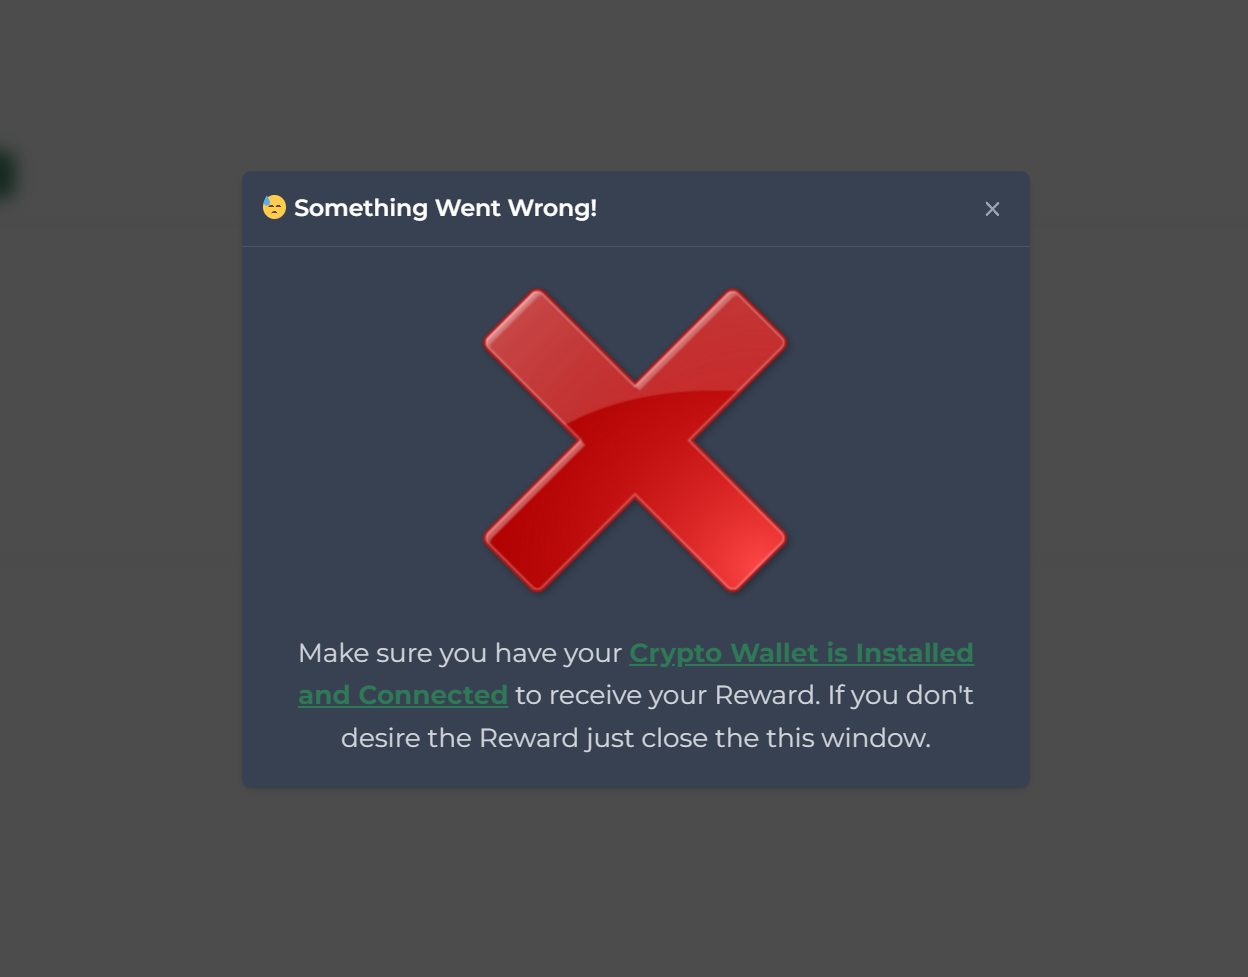 😓 Something Went Wrong!
Make sure you have your Crypto Wallet is Installed
and Connected to receive your Reward. If you don't
desire the Reward just close the this window.